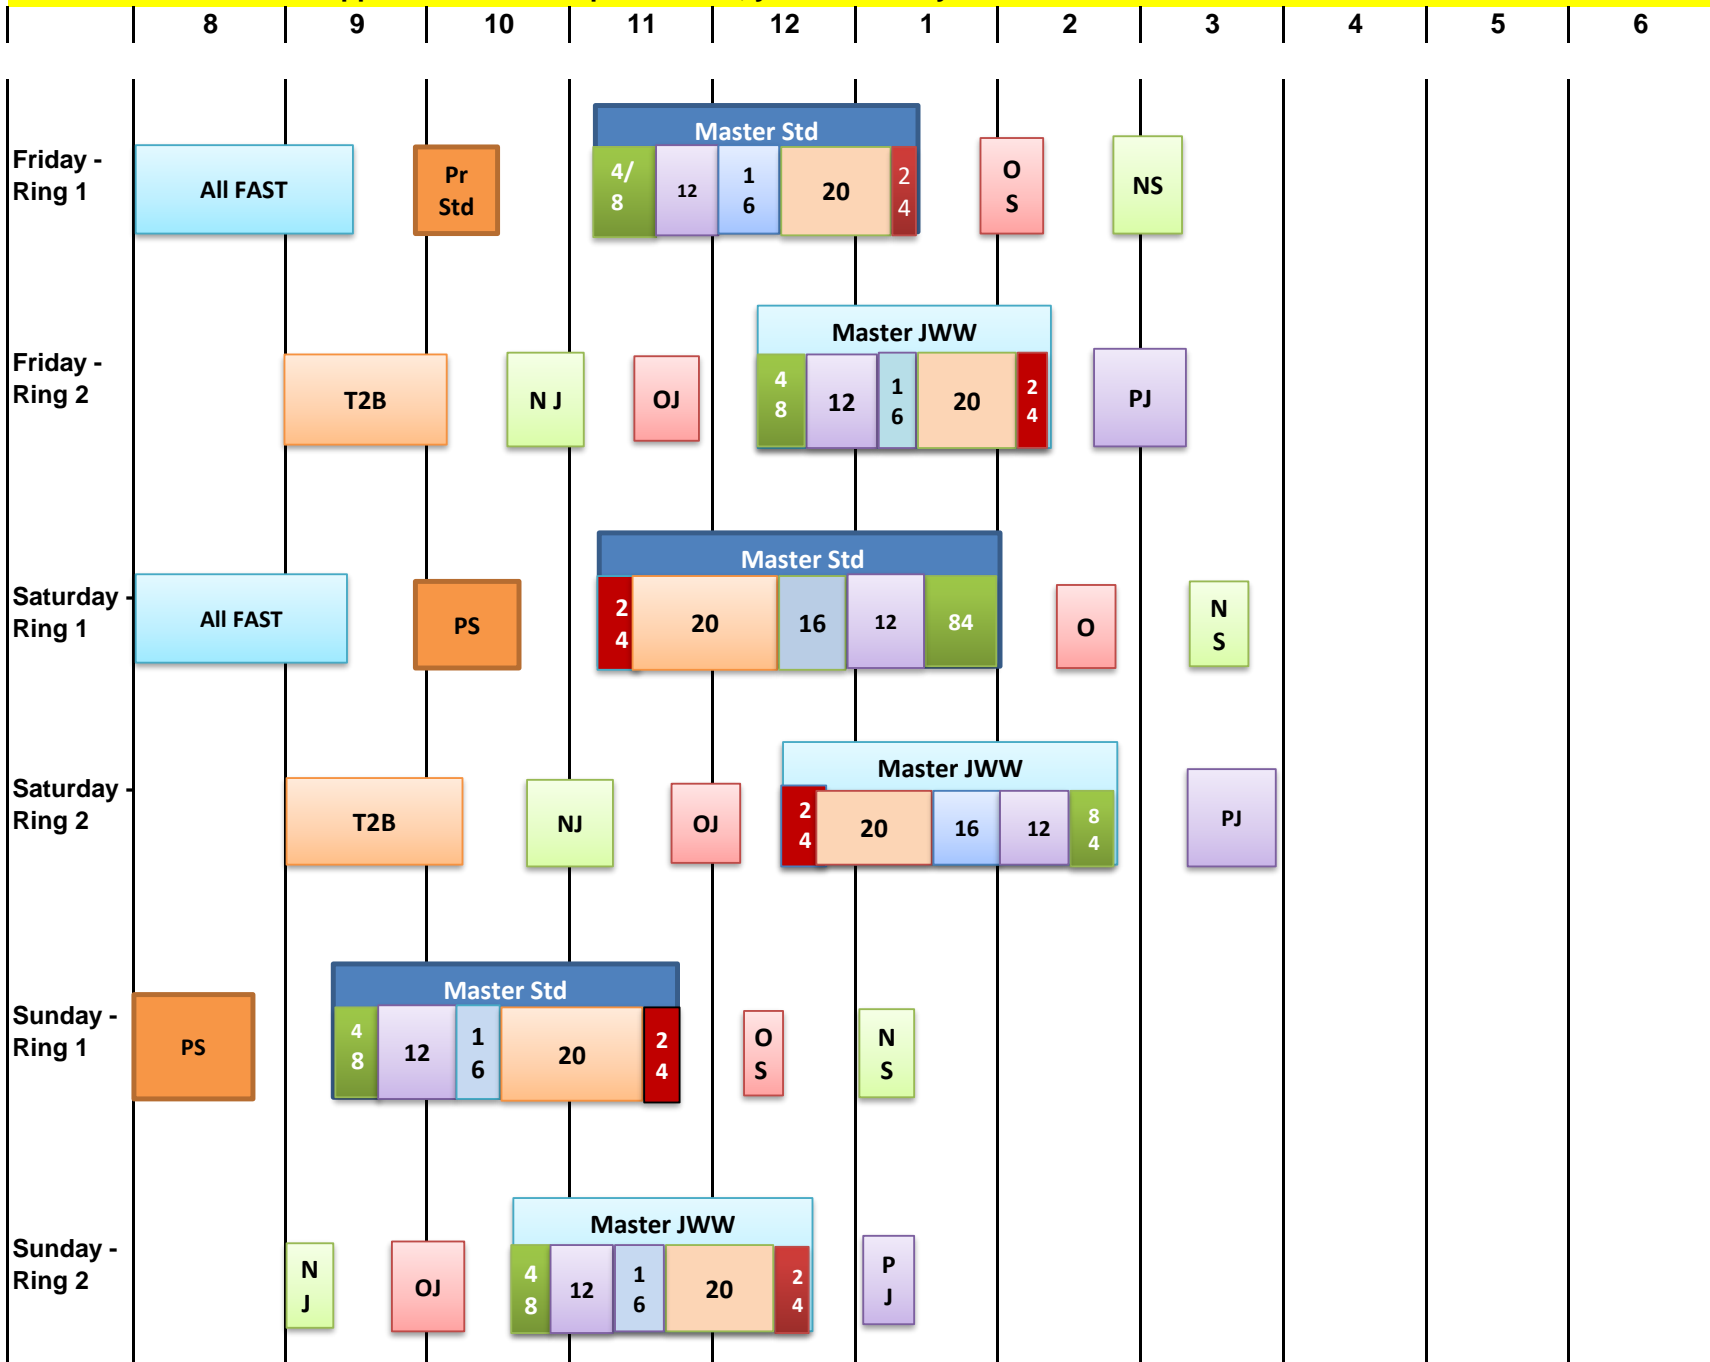 8 9 10 11 12 1 2 3 4 5 6
Master Std
Friday -
Ring 1
All FAST
Pr
Std
4/
8
12
1
6
20
2
4
O
S
NS
Master JWW
Friday -
Ring 2
T2B
N J
OJ
4
8
12
1
6
20
2
4
PJ
Master Std
Saturday -
Ring 1
All FAST
PS
2
4
20
16
12
84
O
N
S
Master JWW
Saturday -
Ring 2
T2B
NJ
OJ
2
4
20
16
12
8
4
PJ
Master Std
Sunday -
Ring 1
PS
4
8
12
1
6
20
2
4
O
S
N
S
Master JWW
Sunday -
Ring 2
N
J
OJ
4
8
12
1
6
20
2
4
P
J